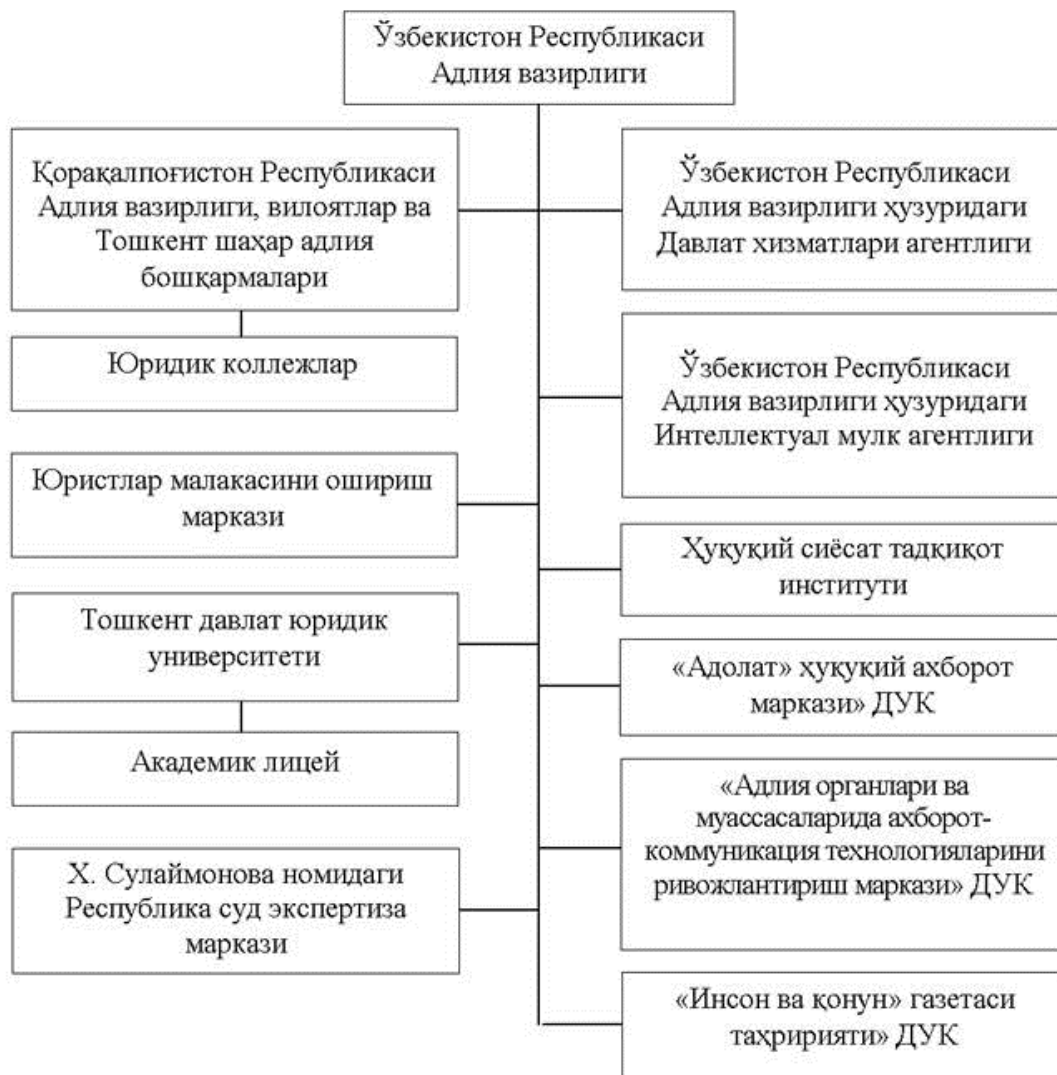 Ўзбекистон Республикаси
Адлия вазирлиги
Қорақалпоғистон Республикаси
Адлия вазирлиги, вилоятлар ва
Тошкент шаҳар адлия
бошқармалари
Юридик коллежлар
Юристлар малакасини ошириш
маркази
Тошкент давлат юридик
университети
Академик лицей
Х. Сулаймонова номидаги
Республика суд экспертиза
маркази
Ўзбекистон Республикаси
Адлия вазирлиги ҳузуридаги
Давлат хизматлари агентлиги
Ўзбекистон Республикаси
Адлия вазирлиги ҳузуридаги
Интеллектуал мулк агентлиги
Ҳуқуқий сиёсат тадқиқот
институти
«Адолат» ҳуқуқий ахборот
маркази» ДУК
«Адлия органлари ва
муассасаларида ахборот-
коммуникация технологияларини
ривожлантириш маркази» ДУК
«Инсон ва қонун» газетаси
таҳририяти» ДУК